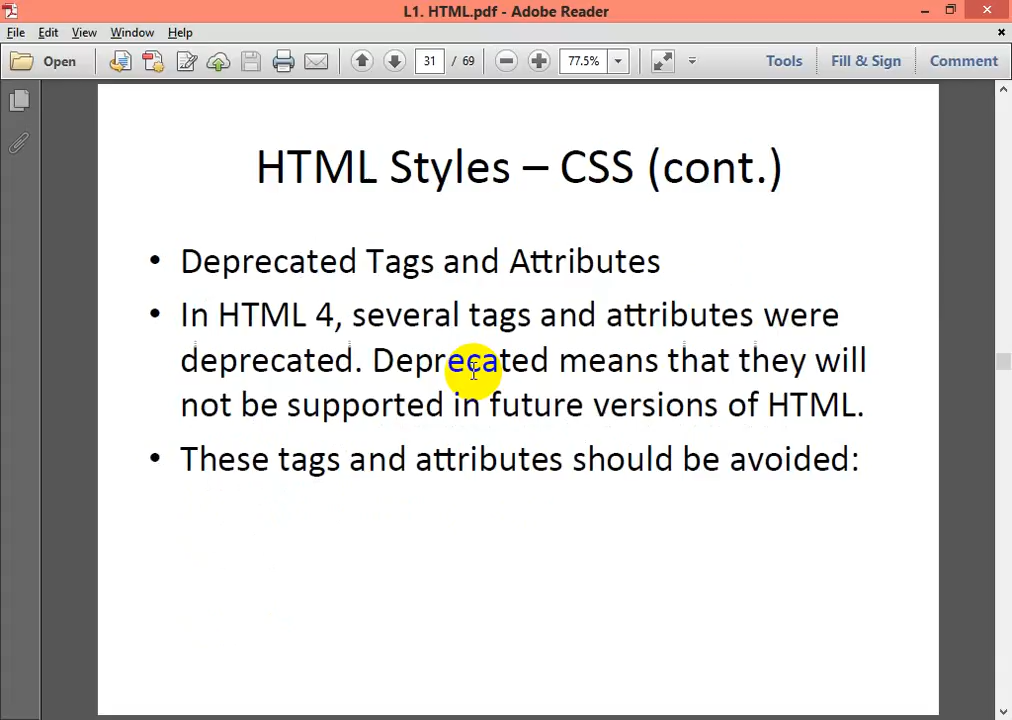 L1. HTML.pdf - Adobe Reader
File Edit View Window Help
Open 31 / 69 77.5% Tools Fill & Sign Comment
HTML Styles – CSS (cont.)
• Deprecated Tags and Attributes
• In HTML 4, several tags and attributes were
deprecated. Deprecated means that they will
not be supported in future versions of HTML.
• These tags and attributes should be avoided: